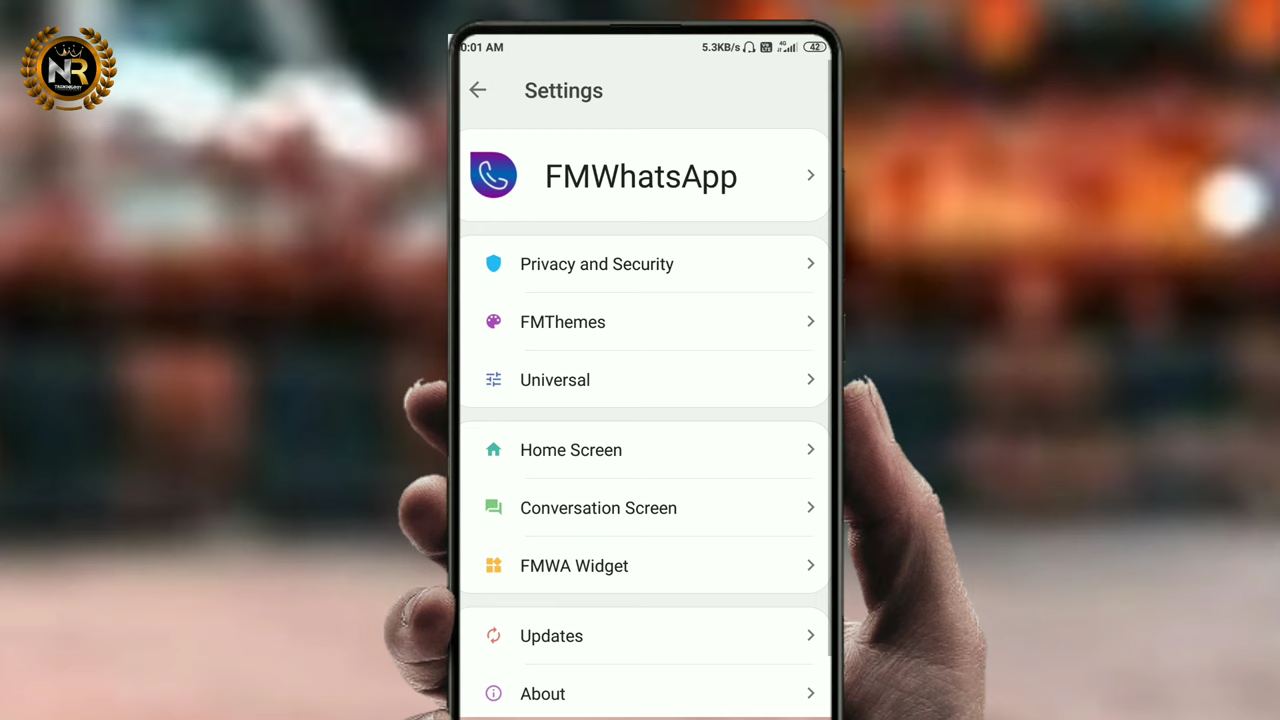 NR
0:01 AM
5.3KB/s
4G
42
Settings
FMWhatsApp
Privacy and Security
FMThemes
Universal
Home Screen
Conversation Screen
FMWA Widget
Updates
About